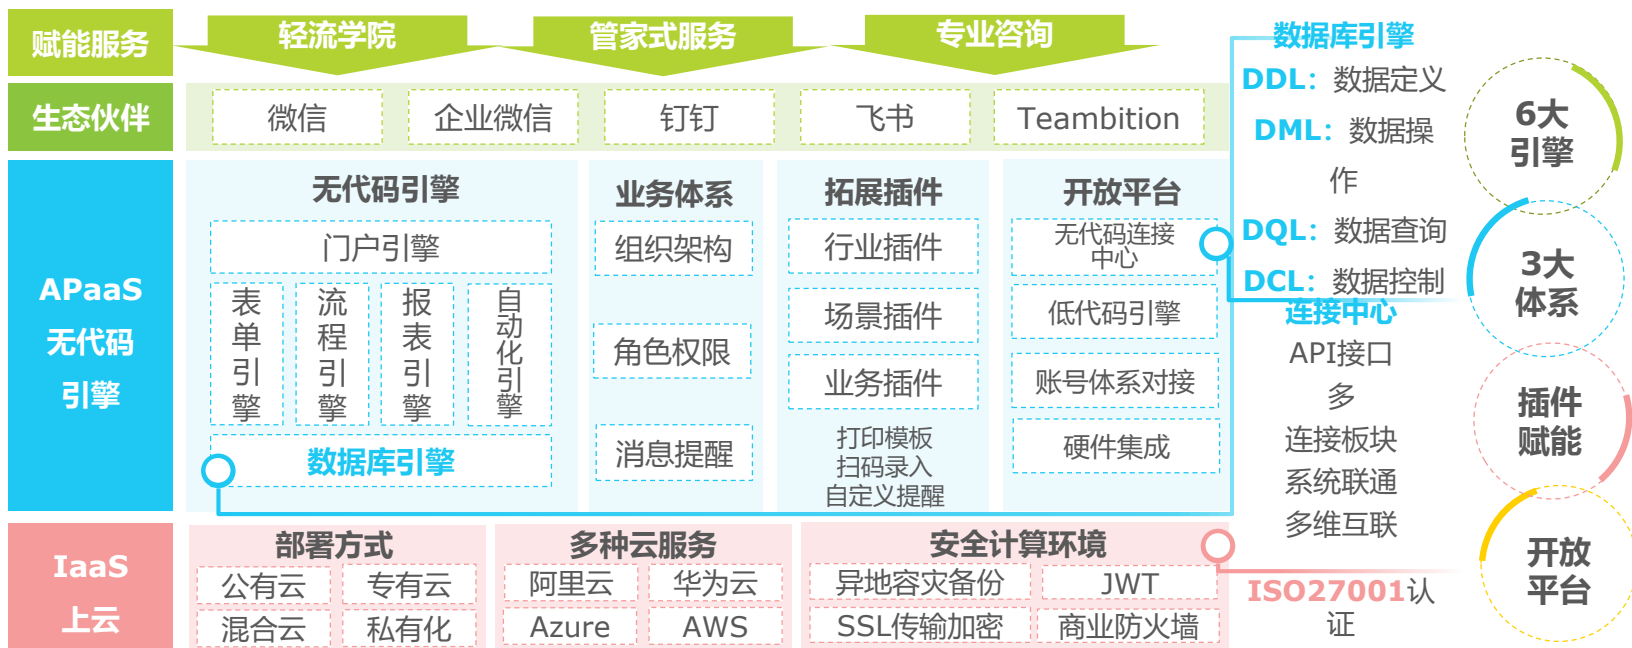 赋能服务
轻流学院
管家式服务
专业咨询
生态伙伴
微信
企业微信
钉钉
飞书
Teambition
APaaS
无代码
引擎
无代码引擎
门户引擎
表单引擎
流程引擎
报表引擎
自动化引擎
数据库引擎
业务体系
组织架构
角色权限
消息提醒
拓展插件
行业插件
场景插件
业务插件
打印模板
扫码录入
自定义提醒
开放平台
无代码连接
中心
低代码引擎
账号体系对接
硬件集成
IaaS
上云
部署方式
公有云
专有云
混合云
私有化
多种云服务
阿里云
华为云
Azure
AWS
安全计算环境
异地容灾备份
JWT
SSL传输加密
商业防火墙
数据库引擎
DDL：数据定义
DML：数据操
作
DQL：数据查询
DCL：数据控制
连接中心
API接口
多
连接板块
系统联通
多维互联
ISO27001认
证
6大
引擎
3大
体系
插件
赋能
开放
平台